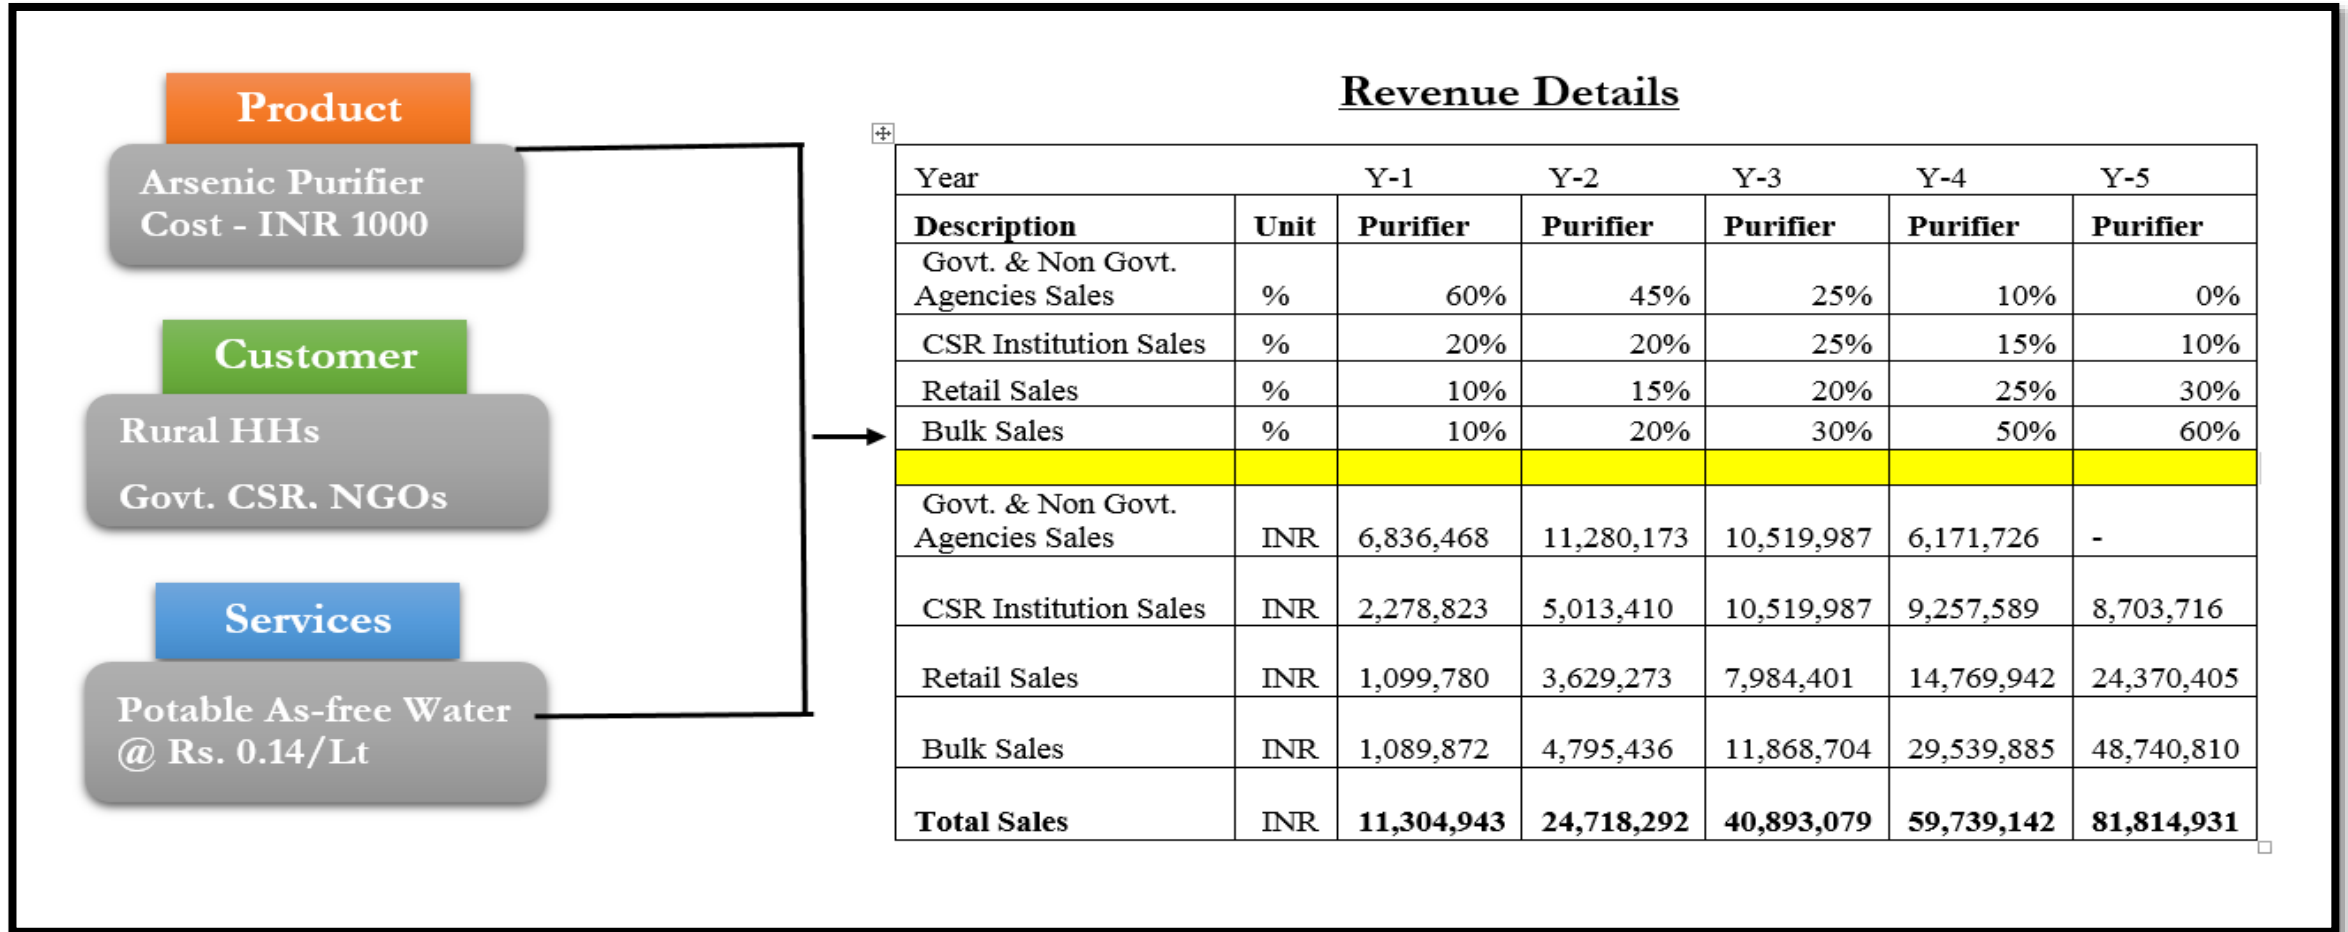 Product
Arsenic Purifier
Cost - INR 1000
Customer
Rural HHs
Govt. CSR. NGOs
Services
Potable As-free Water
@ Rs. 0.14/Lt
Revenue Details
Year Y-1 Y-2 Y-3 Y-4 Y-5
Description Unit Purifier Purifier Purifier Purifier Purifier
Govt. & Non Govt.
Agencies Sales % 60% 45% 25% 10% 0%
CSR Institution Sales % 20% 20% 25% 15% 10%
Retail Sales % 10% 15% 20% 25% 30%
Bulk Sales % 10% 20% 30% 50% 60%
Govt. & Non Govt.
Agencies Sales INR 6,836,468 11,280,173 10,519,987 6,171,726 -
CSR Institution Sales INR 2,278,823 5,013,410 10,519,987 9,257,589 8,703,716
Retail Sales INR 1,099,780 3,629,273 7,984,401 14,769,942 24,370,405
Bulk Sales INR 1,089,872 4,795,436 11,868,704 29,539,885 48,740,810
Total Sales INR 11,304,943 24,718,292 40,893,079 59,739,142 81,814,931